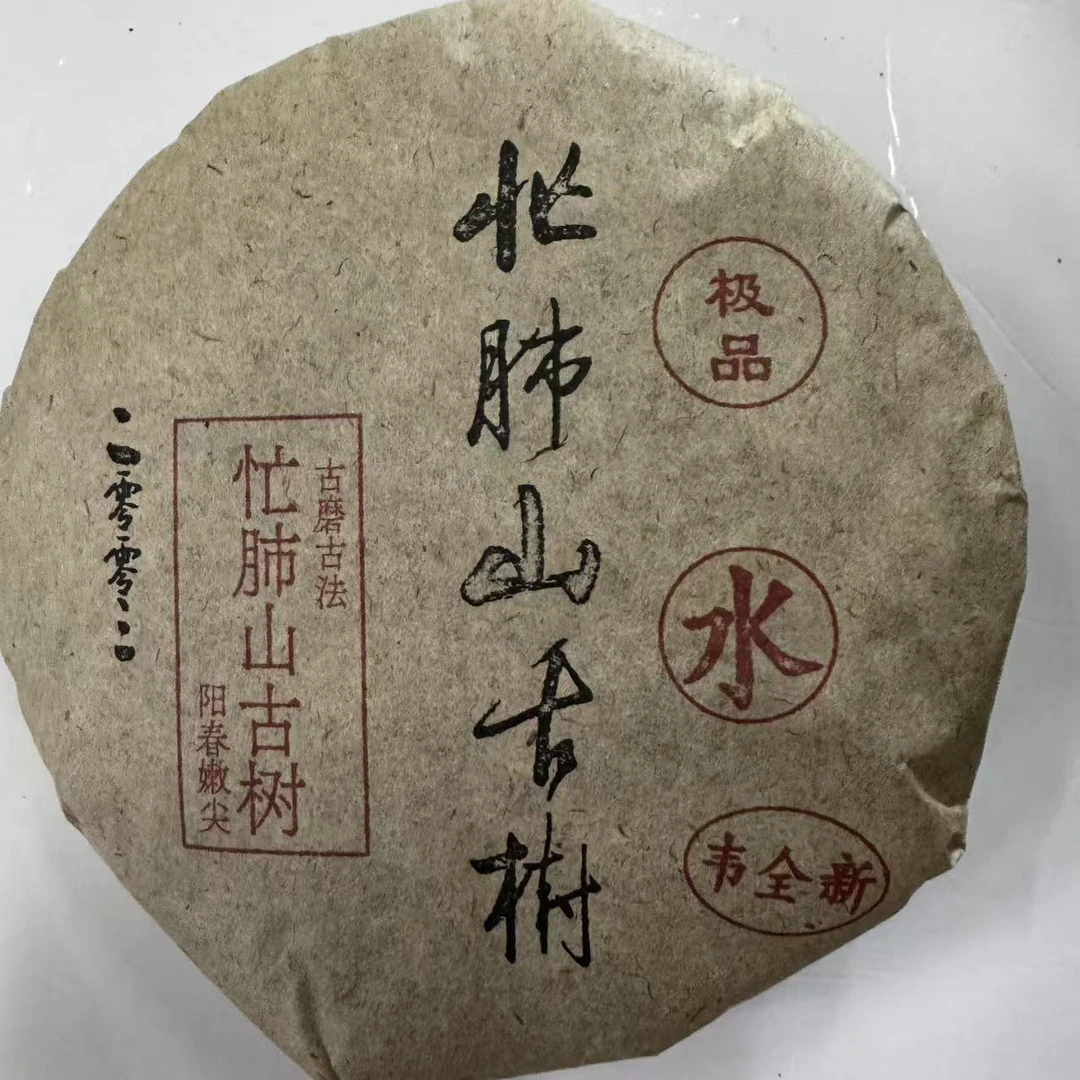 极品
水
韦全新
忙肺山古樹
古磨古法
忙肺山古树
阳春嫩尖
二零零二